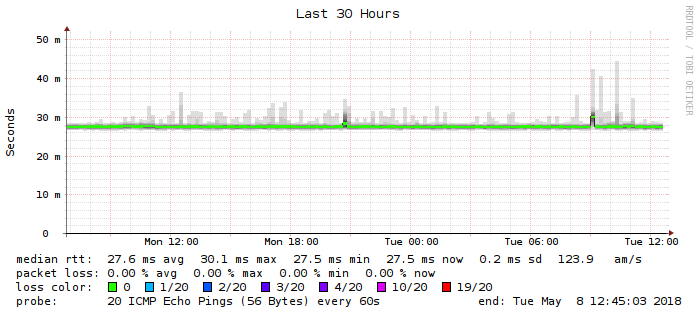 Last 30 Hours
RRDTOOL / TOBI OETIKER
Seconds
50 m
40 m
30 m
20 m
10 m
0
Mon 12:00 Mon 18:00 Tue 00:00 Tue 06:00 Tue 12:00
median rtt: 27.6 ms avg 30.1 ms max 27.5 ms min 27.5 ms now 0.2 ms sd 123.9 am/s
packet loss: 0.00 % avg 0.00 % max 0.00 % min 0.00 % now
loss color: 0 1/20 2/20 3/20 4/20 10/20 19/20
probe: 20 ICMP Echo Pings (56 Bytes) every 60s end: Tue May 8 12:45:03 2018